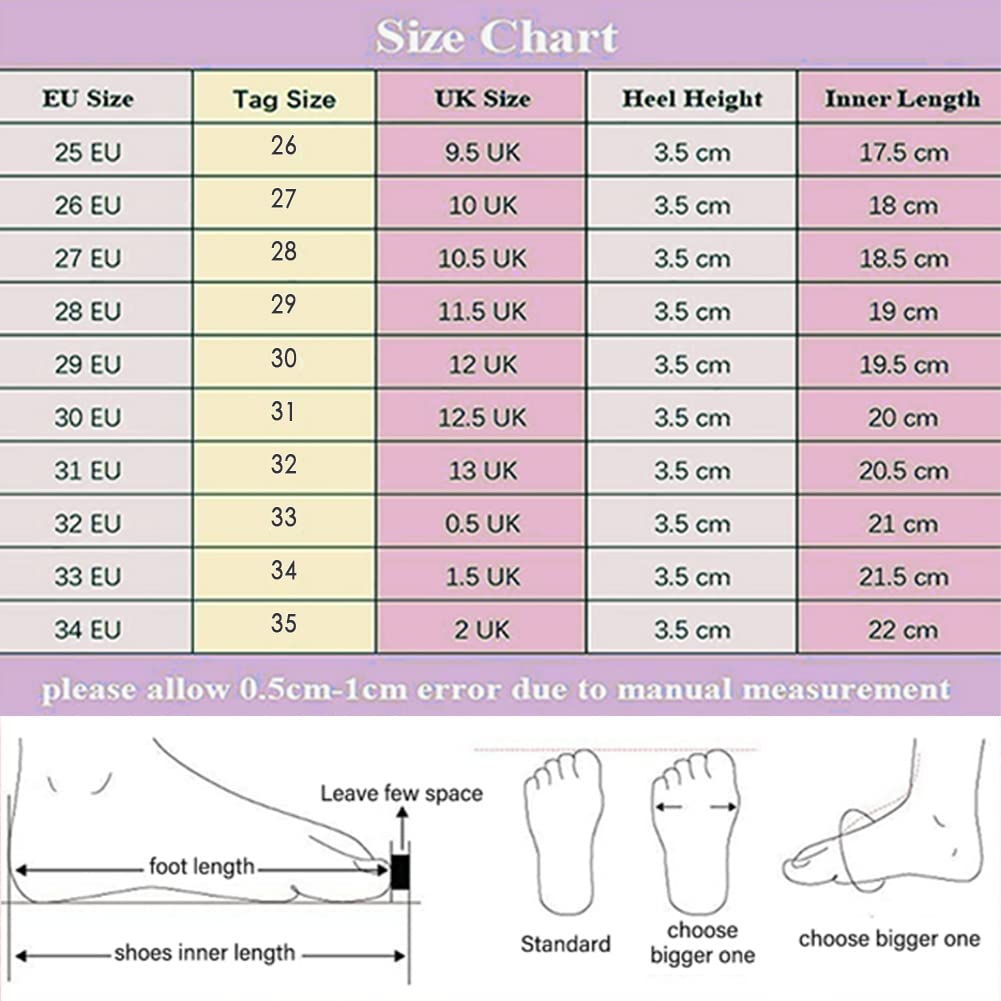 Size Chart
EU Size Tag Size UK Size Heel Height Inner Length
25 EU 26 9.5 UK 3.5 cm 17.5 cm
26 EU 27 10 UK 3.5 cm 18 cm
27 EU 28 10.5 UK 3.5 cm 18.5 cm
28 EU 29 11.5 UK 3.5 cm 19 cm
29 EU 30 12 UK 3.5 cm 19.5 cm
30 EU 31 12.5 UK 3.5 cm 20 cm
31 EU 32 13 UK 3.5 cm 20.5 cm
32 EU 33 0.5 UK 3.5 cm 21 cm
33 EU 34 1.5 UK 3.5 cm 21.5 cm
34 EU 35 2 UK 3.5 cm 22 cm
please allow 0.5cm-1cm error due to manual measurement
Leave few space
foot length
shoes inner length
Standard
choose
bigger one
choose bigger one